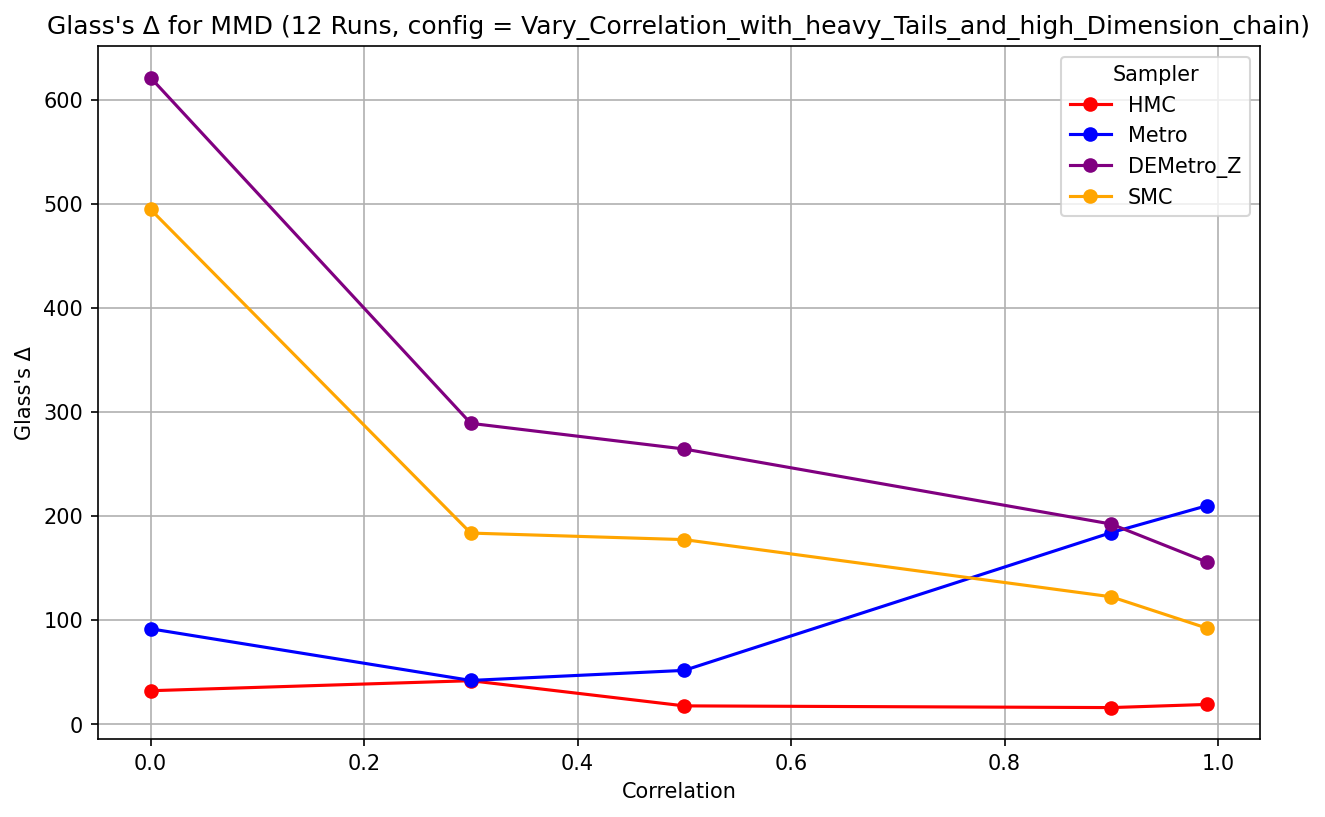 Glass's Δ for MMD (12 Runs, config = Vary_Correlation_with_heavy_Tails_and_high_Dimension_chain)
Sampler
HMC
Metro
DEMetro_Z
SMC
Glass's Δ
600
500
400
300
200
100
0
0.0 0.2 0.4 0.6 0.8 1.0
Correlation